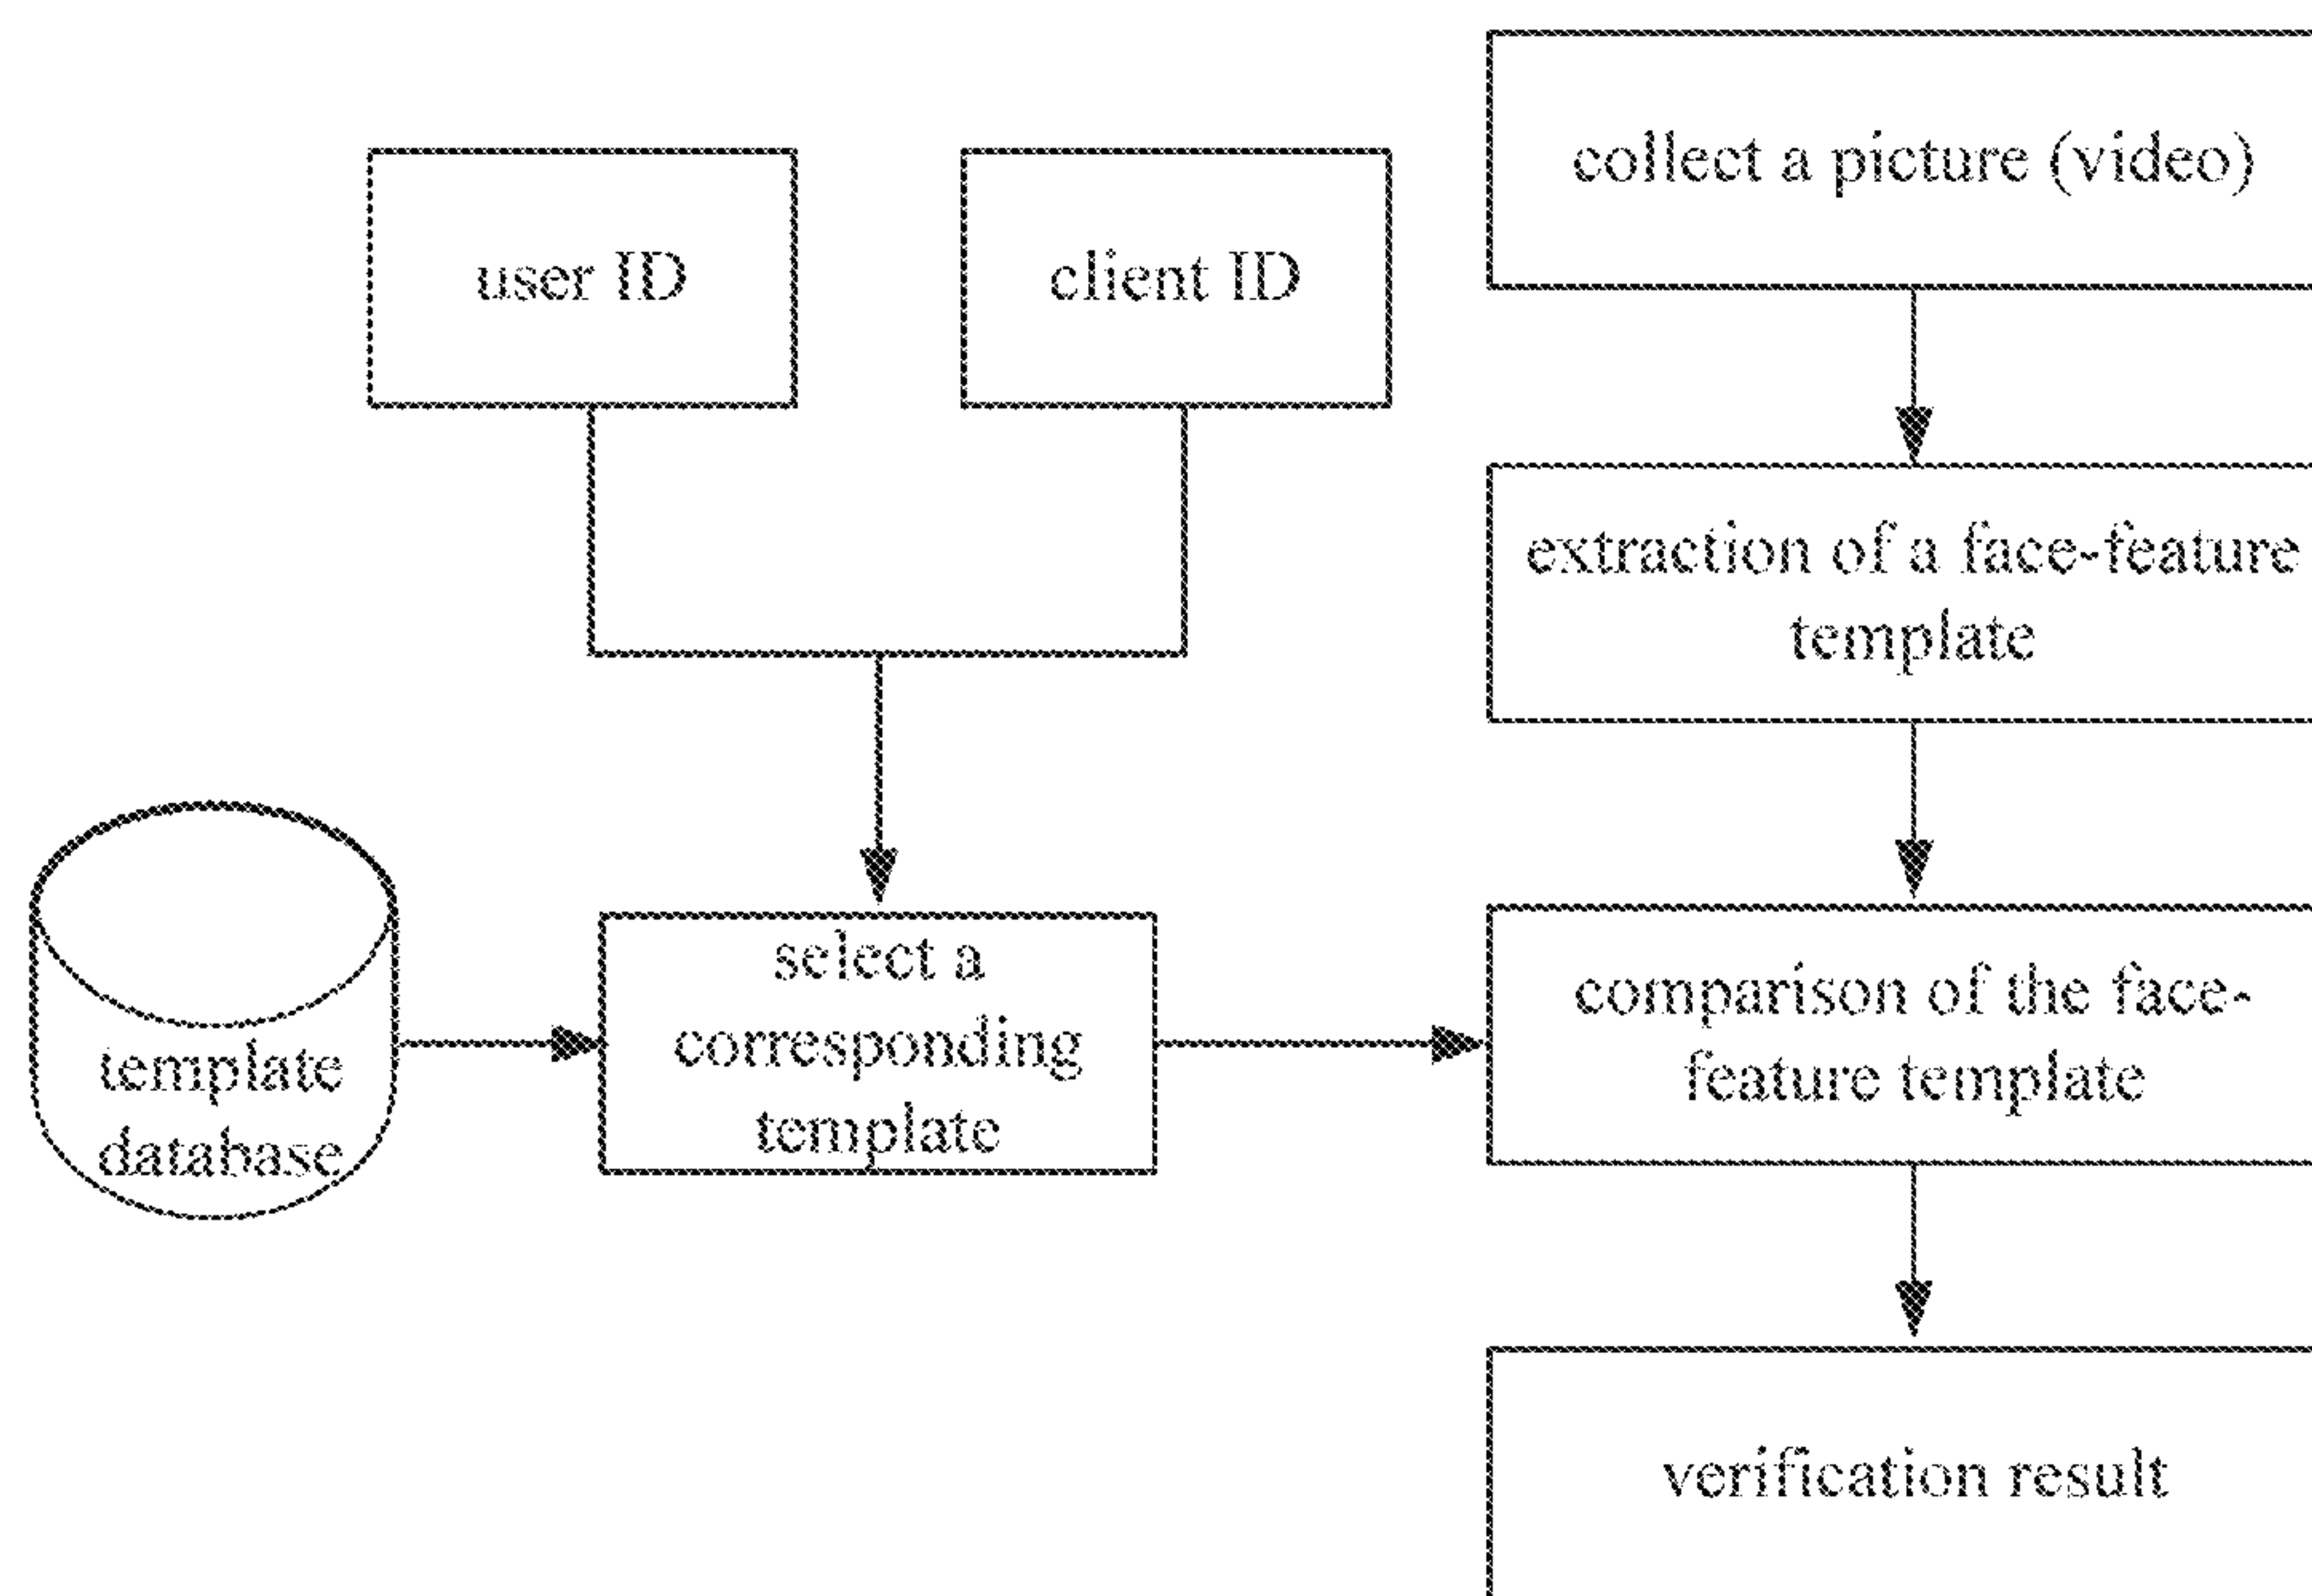 collect a picture (video)
user ID
client ID
extraction of a face-feature
template
select a
corresponding
template
comparison of the face-
feature template
template
database
verification result